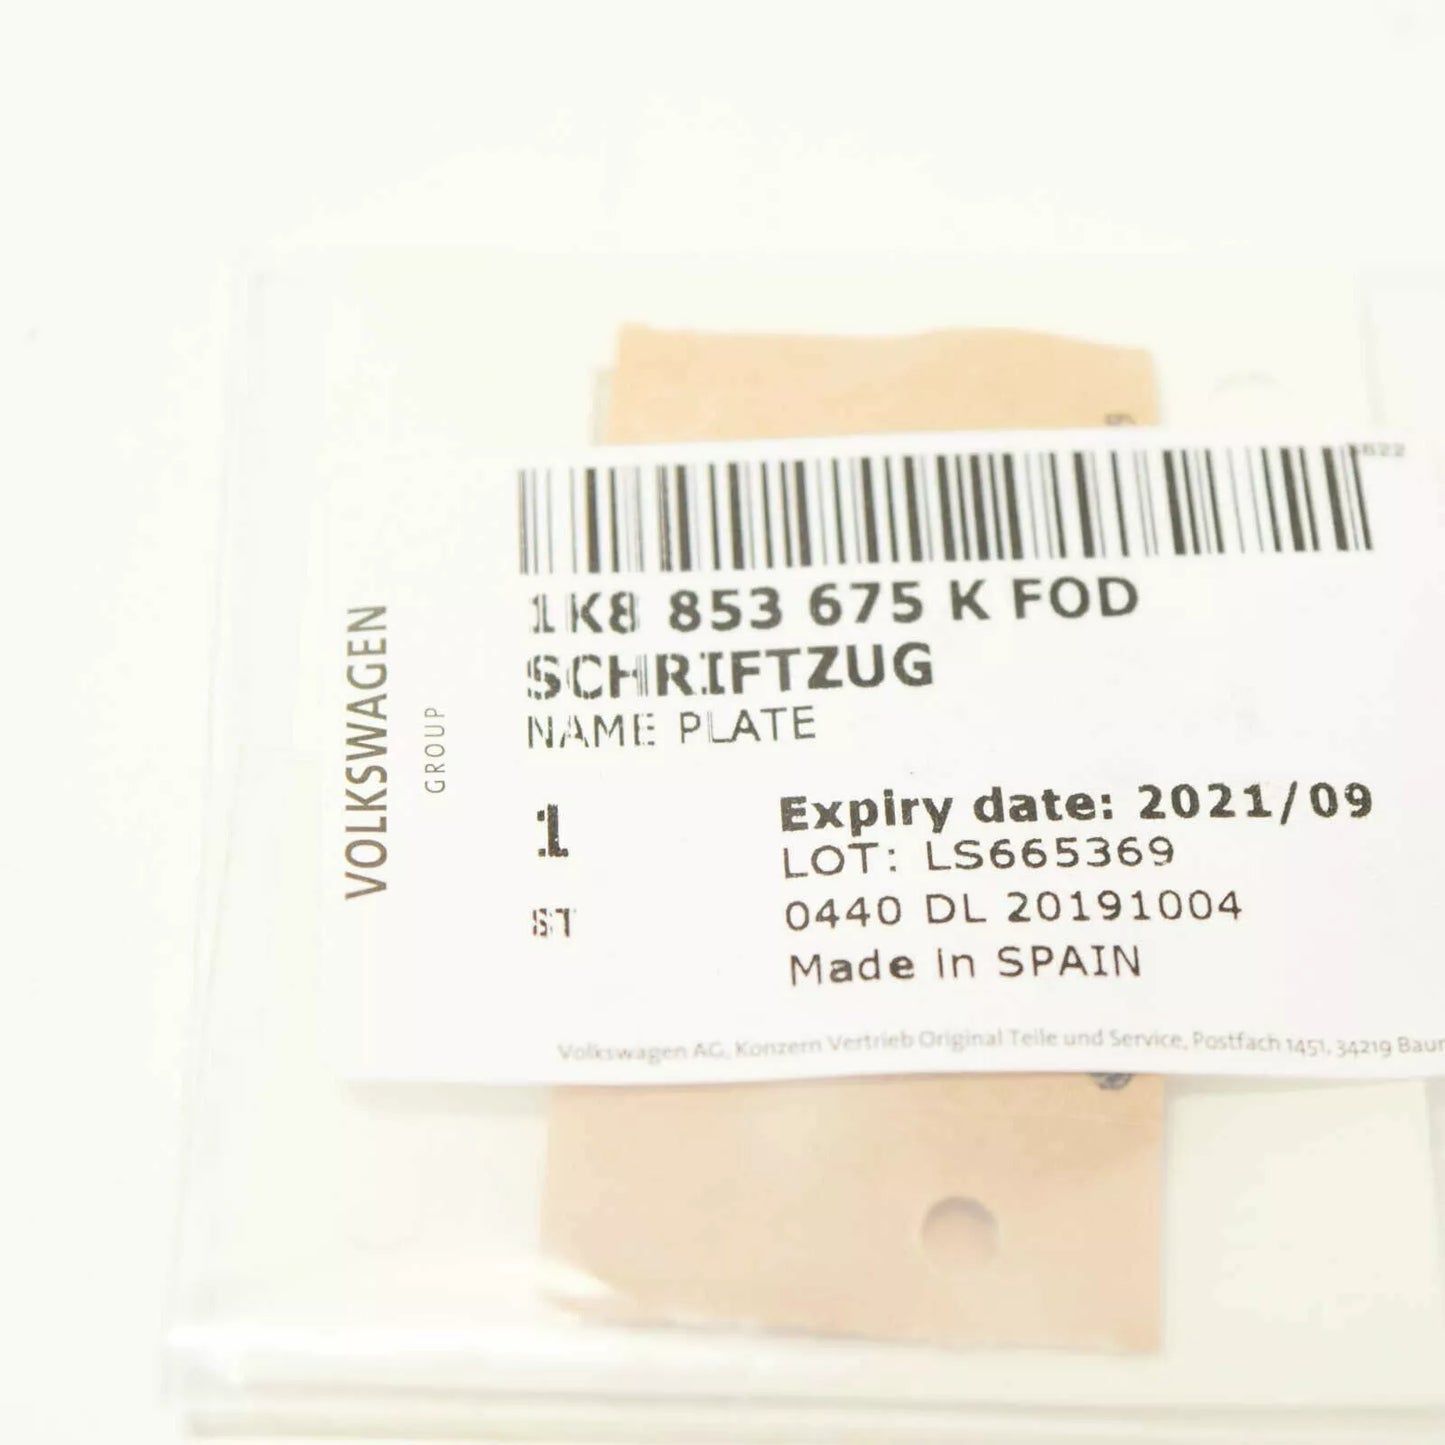 VOLKSWAGEN
GROUP
1K8 853 675 K FOD
SCHRIFTZUG
NAME PLATE
1
Expiry date: 2021/09
LOT: LS665369
ST
0440 DL 20191004
Made in SPAIN
Volkswagen AG, Konzern Vertrieb Original Teile und Service, Postfach 1451, 34219